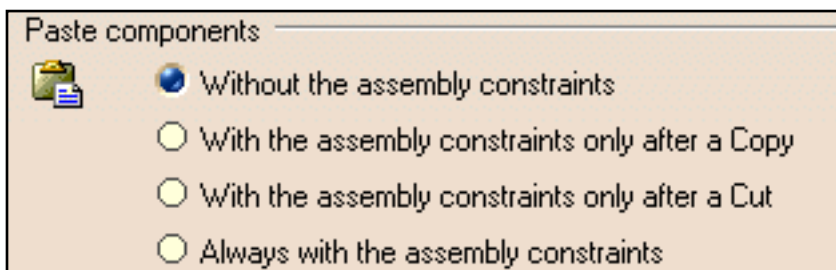 Paste components
Without the assembly constraints
With the assembly constraints only after a Copy
With the assembly constraints only after a Cut
Always with the assembly constraints